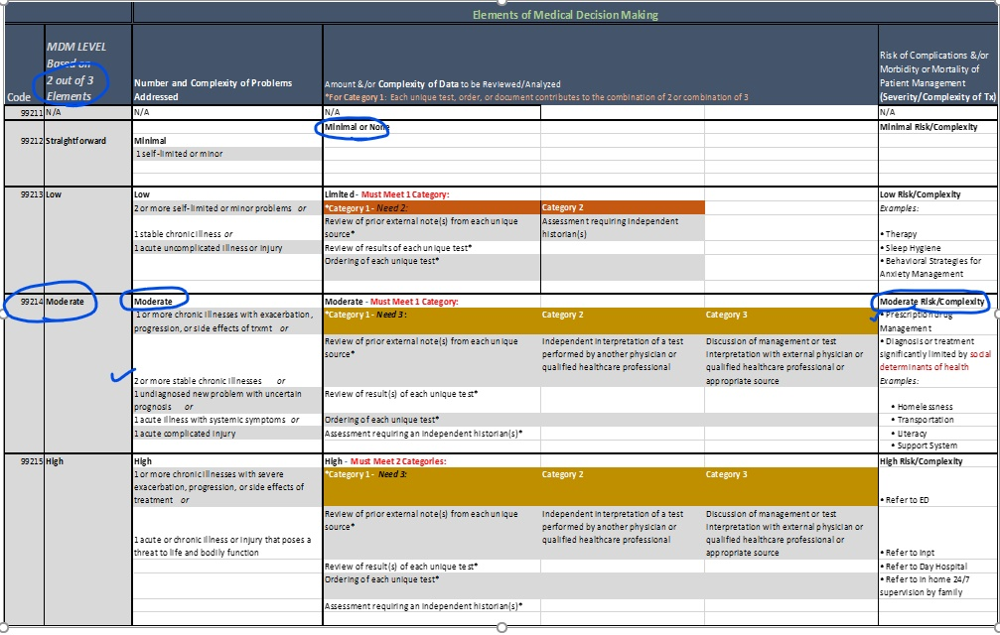 Elements of Medical Decision Making
Code
MDM LEVEL
Based on
2 out of 3
Elements
Number and Complexity of Problems
Addressed
Amount &/or Complexity of Data to be Reviewed/Analyzed
*For Category 1: Each unique test, order, or document contributes to the combination of 2 or combination of 3
Risk of Complications &/or
Morbidity or Mortality of
Patient Management
(Severity/Complexity of Tx)
99211 N/A
N/A
N/A
N/A
99212 Straightforward
Minimal
1 self-limited or minor
Minimal or None
Minimal Risk/Complexity
99213 Low
Low
2 or more self-limited or minor problems or
1 stable chronic illness or
1 acute uncomplicated illness or injury
Limited - Must Meet 1 Category:
*Category 1 - Need 2:
Category 2
Review of prior external note(s) from each unique
source*
Assessment requiring independent
historian(s)
Review of results of each unique test*
Ordering of each unique test*
Low Risk/Complexity
Examples:
• Therapy
• Sleep Hygiene
• Behavioral Strategies for
Anxiety Management
99214 Moderate
Moderate
1 or more chronic illnesses with exacerbation,
progression, or side effects of trxmt or
2 or more stable chronic illnesses or
1 undiagnosed new problem with uncertain
prognosis or
1 acute illness with systemic symptoms or
1 acute complicated injury
Moderate - Must Meet 1 Category:
*Category 1 - Need 3:
Category 2
Category 3
Review of prior external note(s) from each unique
source*
Independent interpretation of a test
performed by another physician or
qualified healthcare professional
Discussion of management or test
interpretation with external physician or
qualified healthcare professional or
appropriate source
Review of result(s) of each unique test*
Ordering of each unique test*
Assessment requiring an independent historian(s)*
Moderate Risk/Complexity
• Prescription drug
Management
• Diagnosis or treatment
significantly limited by social
determinants of health
Examples:
• Homelessness
• Transportation
• Literacy
• Support System
99215 High
High
1 or more chronic illnesses with severe
exacerbation, progression, or side effects of
treatment or
1 acute or chronic illness or injury that poses a
threat to life and bodily function
High - Must Meet 2 Categories:
*Category 1 - Need 3:
Category 2
Category 3
Review of prior external note(s) from each unique
source*
Independent interpretation of a test
performed by another physician or
qualified healthcare professional
Discussion of management or test
interpretation with external physician or
qualified healthcare professional or
appropriate source
Review of result(s) of each unique test*
Ordering of each unique test*
Assessment requiring an independent historian(s)*
High Risk/Complexity
• Refer to ED
• Refer to Inpt
• Refer to Day Hospital
• Refer to in home 24/7
supervision by family